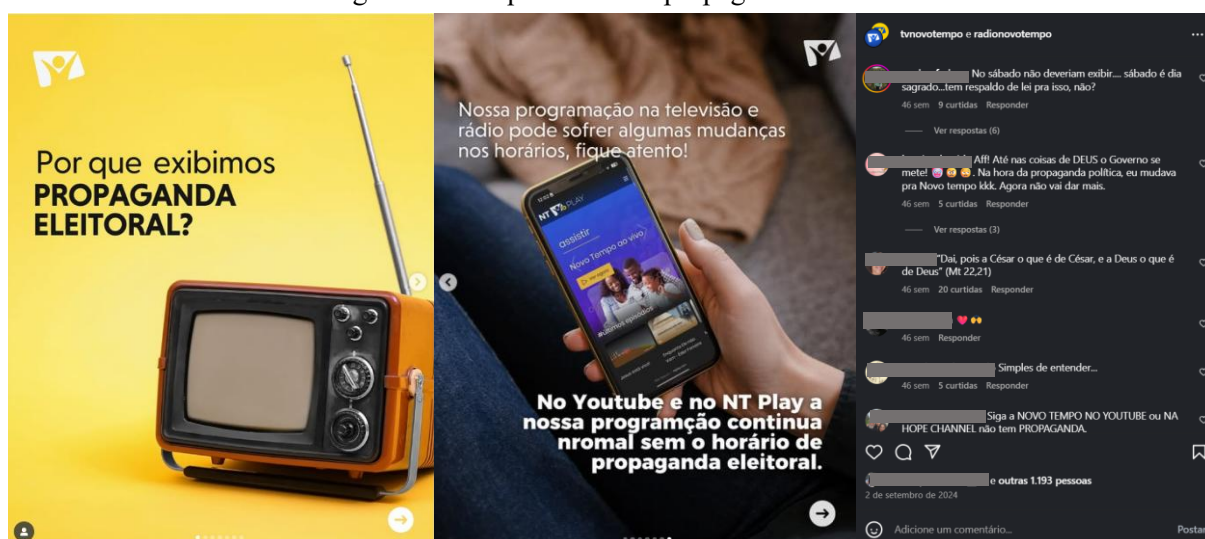 Por que exibimos
PROPAGANDA
ELEITORAL?
Nossa programação na televisão e
rádio pode sofrer algumas mudanças
nos horários, fique atento!
NT PLAY
assistir
Novo Tempo ao vivo
No Youtube e no NT Play a
nossa programção continua
nromal sem o horário de
propaganda eleitoral.
tvnovotempo e radionovotempo
No sábado não deveriam exibir.... sábado é dia
sagrado...tem respaldo de lei pra isso, não?
46 sem 9 curtidas Responder
Ver respostas (6)
Aff! Até nas coisas de DEUS o Governo se
mete! . Na hora da propaganda política, eu mudava
pra Novo tempo kkk. Agora não vai dar mais.
46 sem 5 curtidas Responder
Ver respostas (3)
"Dai, pois a César o que é de César, e a Deus o que é
de Deus" (Mt 22,21)
46 sem 20 curtidas Responder
46 sem Responder
Simples de entender...
46 sem 5 curtidas Responder
Siga a NOVO TEMPO NO YOUTUBE ou NA
HOPE CHANNEL não tem PROPAGANDA.
e outras 1.193 pessoas
2 de setembro de 2024
Adicione um comentário...
Postar